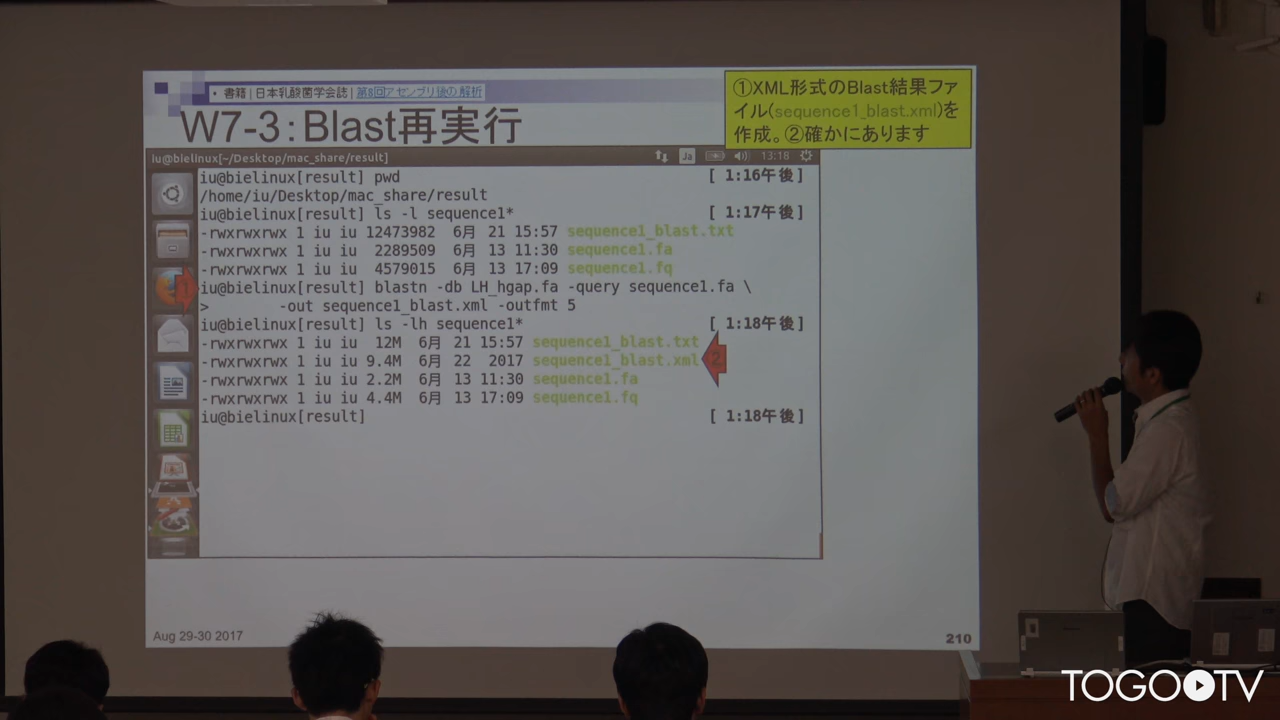 • 書籍 | 日本乳酸菌学会誌 | 第8回アセンブリ後の解析
W7-3:Blast再実行
①XML形式のBlast結果ファ
イル(sequence1_blast.xml)を
作成。②確かにあります
iu@bielinux[~/Desktop/mac_share/result]
Ja
13:18
iu@bielinux[result] pwd [ 1:16午後]
/home/iu/Desktop/mac_share/result
iu@bielinux[result] ls -l sequence1* [ 1:17午後]
-rwxrwxrwx 1 iu iu 12473982 6月 21 15:57 sequence1_blast.txt
-rwxrwxrwx 1 iu iu 2289509 6月 13 11:30 sequence1.fa
-rwxrwxrwx 1 iu iu 4579015 6月 13 17:09 sequence1.fq
1
iu@bielinux[result] blastn -db LH_hgap.fa -query sequence1.fa \
> -out sequence1_blast.xml -outfmt 5
iu@bielinux[result] ls -lh sequence1* [ 1:18午後]
-rwxrwxrwx 1 iu iu 12M 6月 21 15:57 sequence1_blast.txt
-rwxrwxrwx 1 iu iu 9.4M 6月 22 2017 sequence1_blast.xml
2
-rwxrwxrwx 1 iu iu 2.2M 6月 13 11:30 sequence1.fa
-rwxrwxrwx 1 iu iu 4.4M 6月 13 17:09 sequence1.fq
iu@bielinux[result] [ 1:18午後]
Aug 29-30 2017
210
TOGO TV